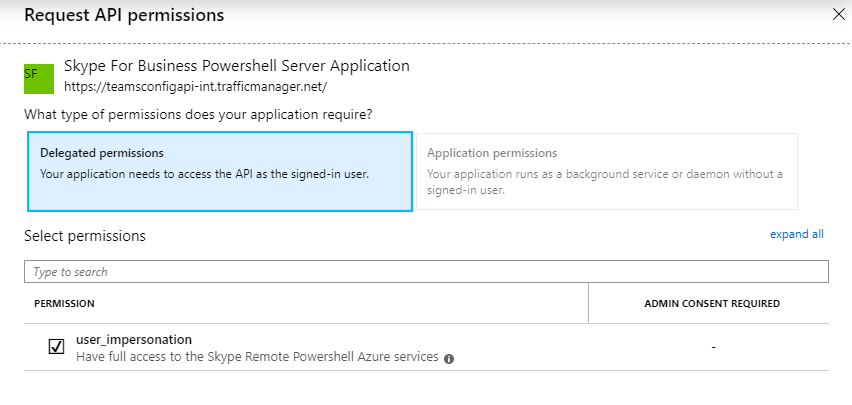 Request API permissions
SF
Skype For Business Powershell Server Application
https://teamsconfigapi-int.trafficmanager.net/
What type of permissions does your application require?
Delegated permissions
Your application needs to access the API as the signed-in user.
Application permissions
Your application runs as a background service or daemon without a
signed-in user.
Select permissions
expand all
Type to search
PERMISSION
ADMIN CONSENT REQUIRED
user_impersonation
Have full access to the Skype Remote Powershell Azure services
-